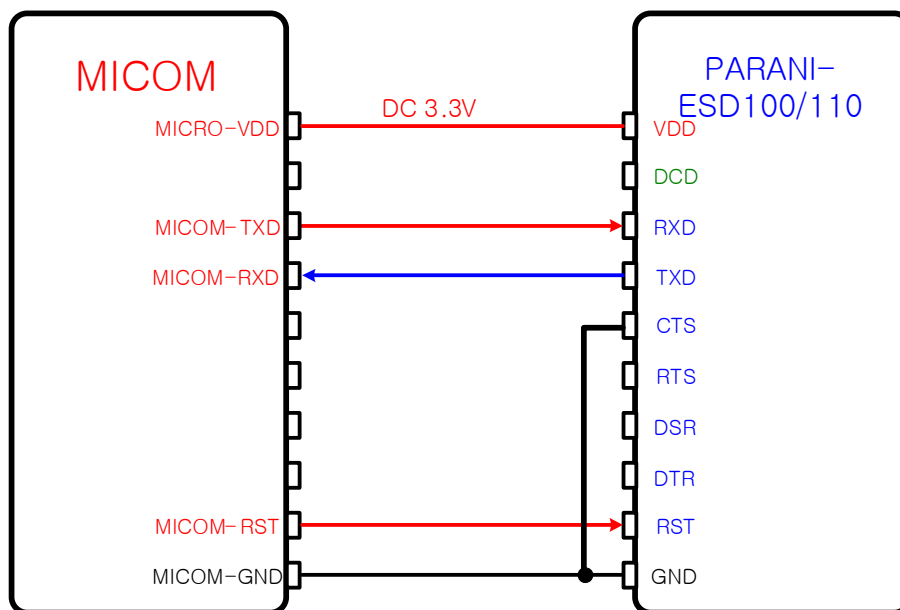 MICOM
PARANI-
ESD100/110
DC 3.3V
MICRO-VDD
VDD
DCD
MICOM-TXD
RXD
MICOM-RXD
TXD
CTS
RTS
DSR
DTR
MICOM-RST
RST
MICOM-GND
GND